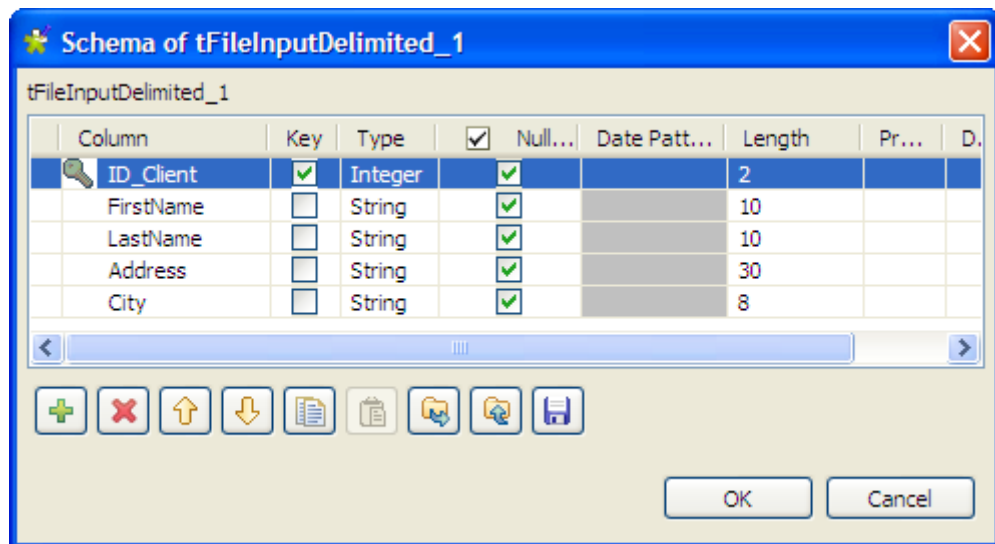 Schema of tFileInputDelimited_1
tFileInputDelimited_1
Column Key Type Null... Date Patt... Length Pr... D.
ID_Client Integer 2
FirstName String 10
LastName String 10
Address String 30
City String 8
OK Cancel